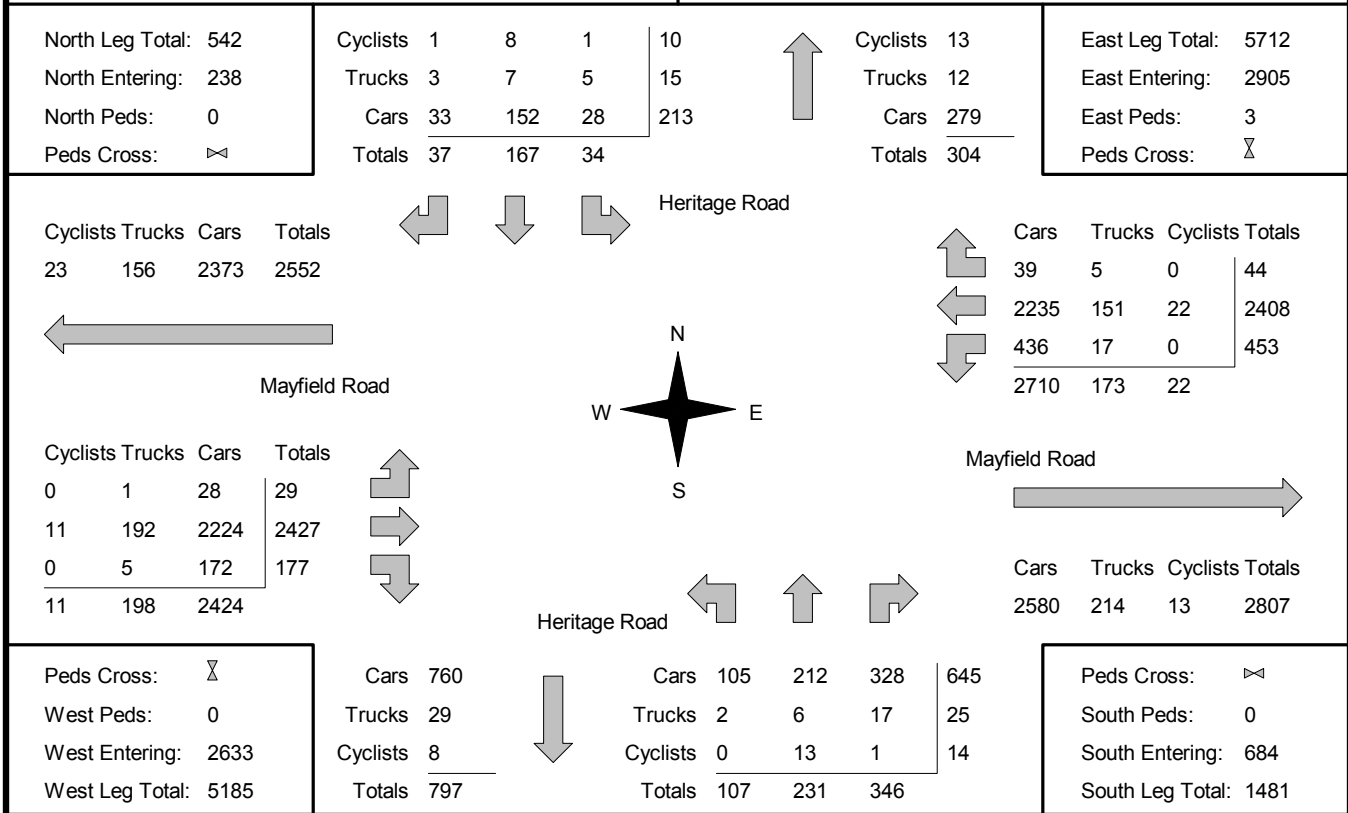 North Leg Total: 542
North Entering: 238
North Peds: 0
Peds Cross:
Cyclists 1 8 1 10
Trucks 3 7 5 15
Cars 33 152 28 213
Totals 37 167 34
Cyclists 13
Trucks 12
Cars 279
Totals 304
East Leg Total: 5712
East Entering: 2905
East Peds: 3
Peds Cross:
Heritage Road
Cyclists Trucks Cars Totals
23 156 2373 2552
Cars Trucks Cyclists Totals
39 5 0 44
2235 151 22 2408
436 17 0 453
2710 173 22
Mayfield Road
N
W E
S
Cyclists Trucks Cars Totals
0 1 28 29
11 192 2224 2427
0 5 172 177
11 198 2424
Mayfield Road
Cars Trucks Cyclists Totals
2580 214 13 2807
Heritage Road
Peds Cross:
West Peds: 0
West Entering: 2633
West Leg Total: 5185
Cars 760
Trucks 29
Cyclists 8
Totals 797
Cars 105 212 328 645
Trucks 2 6 17 25
Cyclists 0 13 1 14
Totals 107 231 346
Peds Cross:
South Peds: 0
South Entering: 684
South Leg Total: 1481